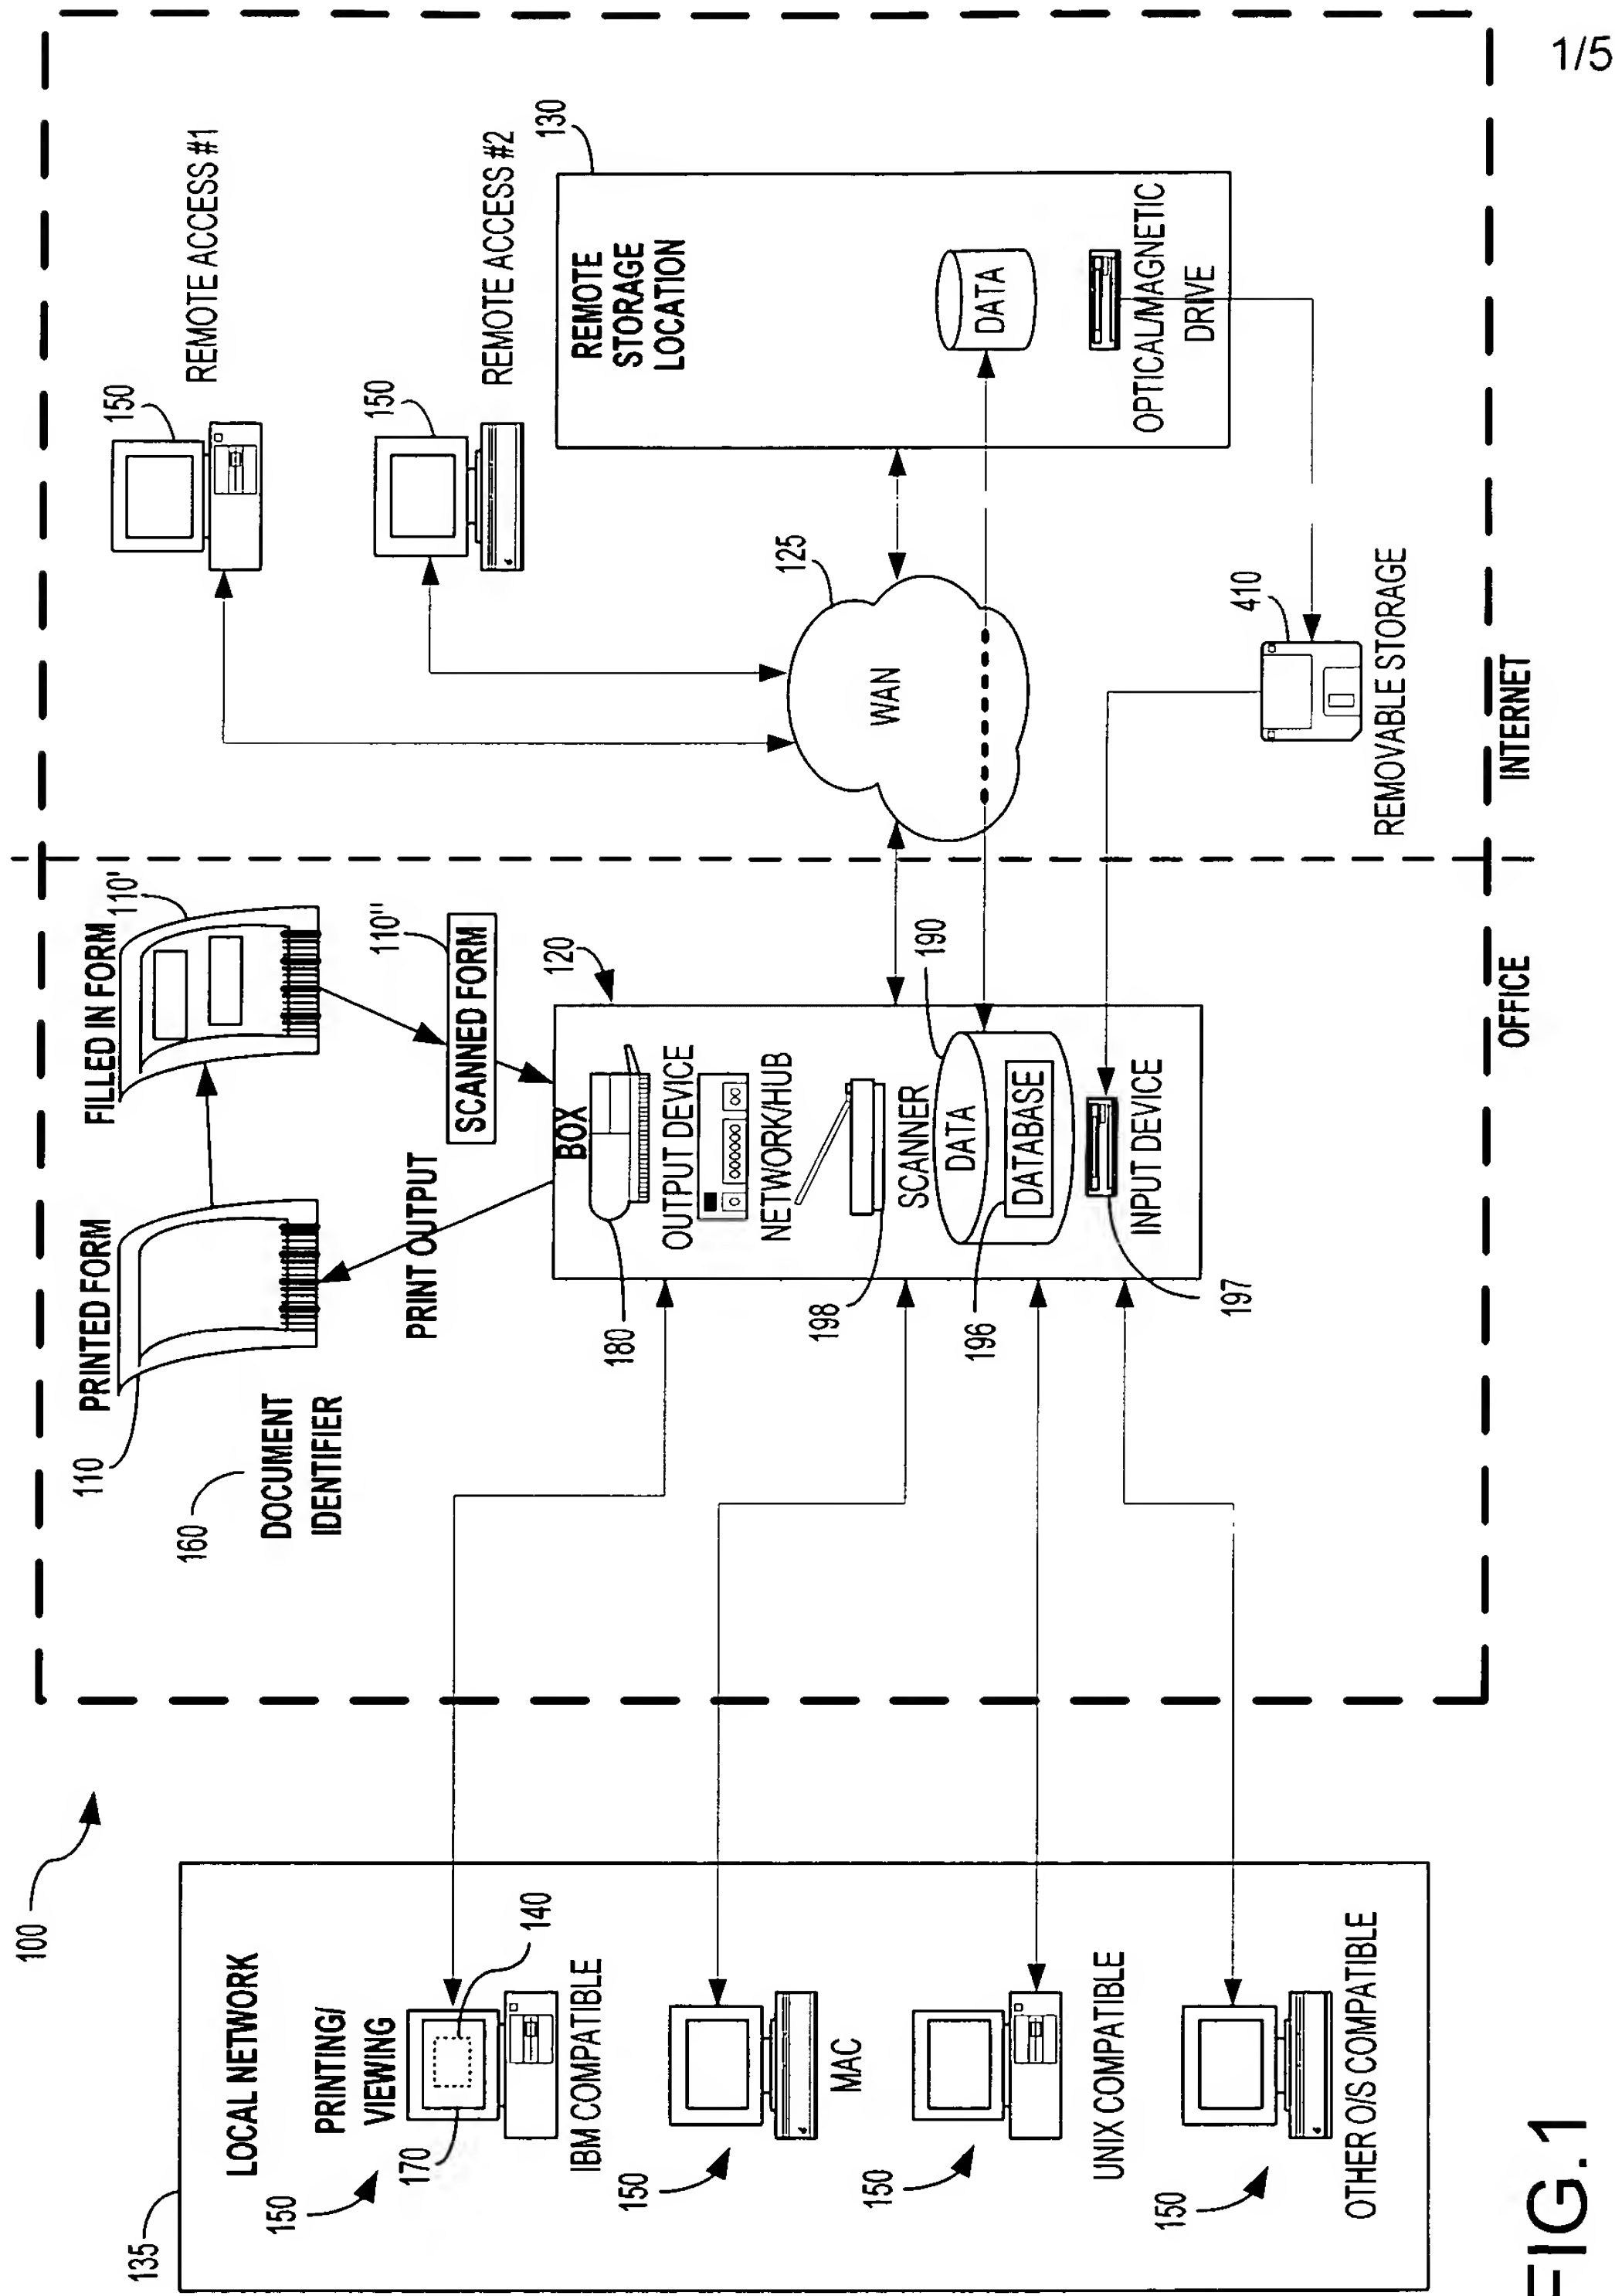 1/5
100
135
LOCAL NETWORK
PRINTING/
VIEWING
150
170
140
IBM COMPATIBLE
150
MAC
150
UNIX COMPATIBLE
150
OTHER O/S COMPATIBLE
110
PRINTED FORM
160
DOCUMENT
IDENTIFIER
FILLED IN FORM
110'
110"
SCANNED FORM
PRINT OUTPUT
120
BOX
180
OUTPUT DEVICE
NETWORK/HUB
198
SCANNER
190
DATA
196
DATABASE
197
INPUT DEVICE
OFFICE
150
REMOTE ACCESS #1
150
REMOTE ACCESS #2
125
WAN
130
REMOTE
STORAGE
LOCATION
DATA
OPTICAL/MAGNETIC
DRIVE
410
REMOVABLE STORAGE
INTERNET
FIG.1